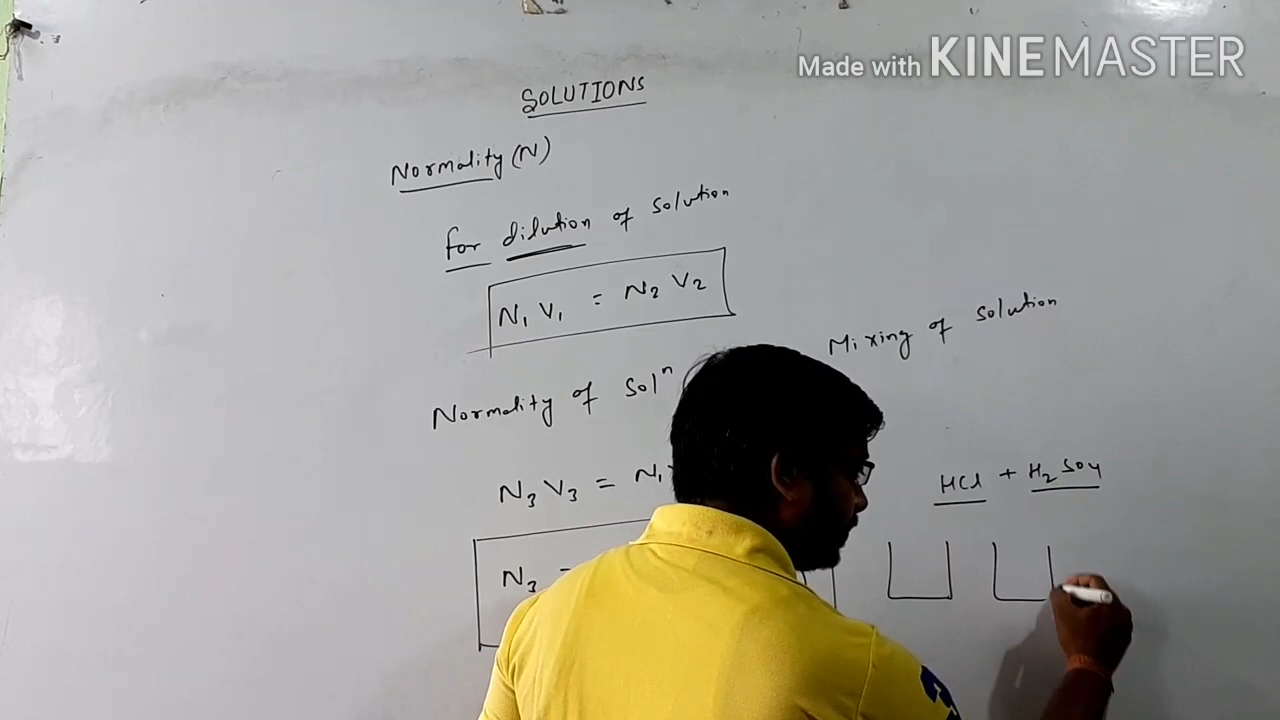 Made with KINEMASTER
SOLUTIONS
Normality (N)
for dilution of solution
N₁ V₁ = N₂ V₂
Mixing of solution
Normality of Solⁿ
N₃ V₃ = N₁
HCl + H₂SO₄
N₃ =